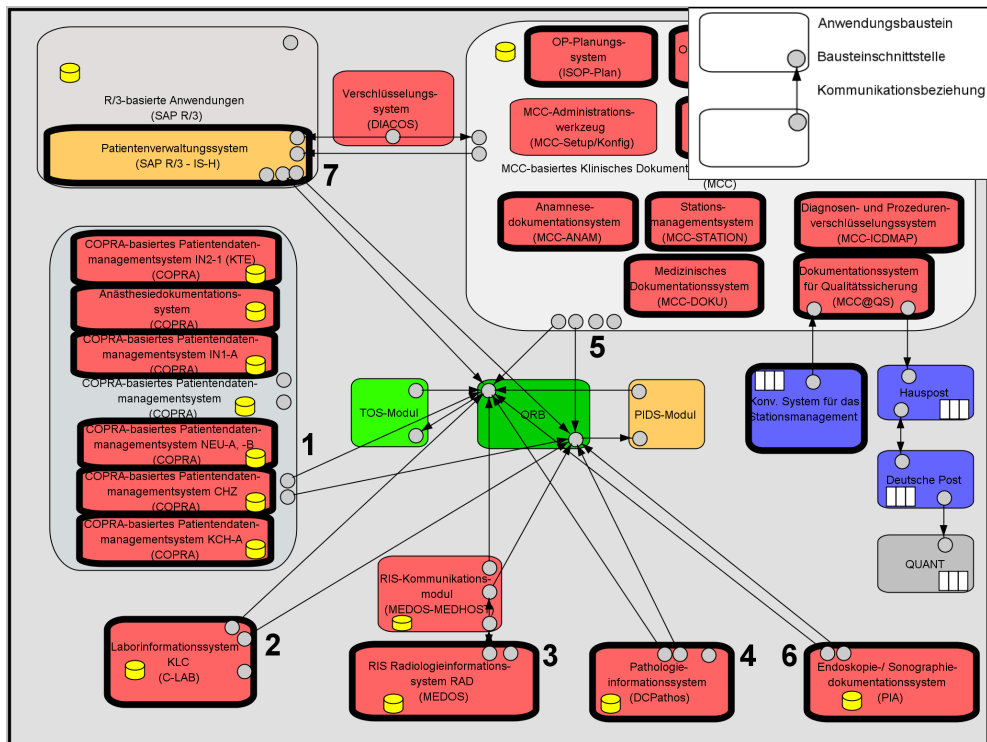 Anwendungsbaustein
Bausteinschnittstelle
Kommunikationsbeziehung
R/3-basierte Anwendungen
(SAP R/3)
Patientenverwaltungssystem
(SAP R/3 - IS-H)
7
Verschlüsselungs-
system
(DIACOS)
OP-Planungs-
system
(ISOP-Plan)
O
MCC-Administrations-
werkzeug
(MCC-Setup/Konfig)
MCC-basiertes Klinisches Dokument
(MCC)
Anamnese-
dokumentationsystem
(MCC-ANAM)
Stations-
managementsystem
(MCC-STATION)
Diagnosen- und Prozeduren-
verschlüsselungssystem
(MCC-ICDMAP)
Medizinisches
Dokumentationssystem
(MCC-DOKU)
Dokumentationssystem
für Qualitätssicherung
(MCC@QS)
5
COPRA-basiertes Patientendaten-
managementsystem IN2-1 (KTE)
(COPRA)
Anästhesiedokumentations-
system
(COPRA)
COPRA-basiertes Patientendaten-
managementsystem IN1-A
(COPRA)
COPRA-basiertes Patientendaten-
managementsystem
(COPRA)
COPRA-basiertes Patientendaten-
managementsystem NEU-A, -B
(COPRA)
COPRA-basiertes Patientendaten-
managementsystem CHZ
(COPRA)
COPRA-basiertes Patientendaten-
managementsystem KCH-A
(COPRA)
1
TOS-Modul
ORB
PIDS-Modul
Konv. System für das
Stationsmanagement
Hauspost
Deutsche Post
QUANT
RIS-Kommunikations-
modul
(MEDOS-MEDHOST)
Laborinformationssystem
KLC
(C-LAB)
2
RIS Radiologieinformations-
system RAD
(MEDOS)
3
Pathologie-
informationssystem
(DCPathos)
4
6
Endoskopie-/ Sonographie-
dokumentationssystem
(PIA)